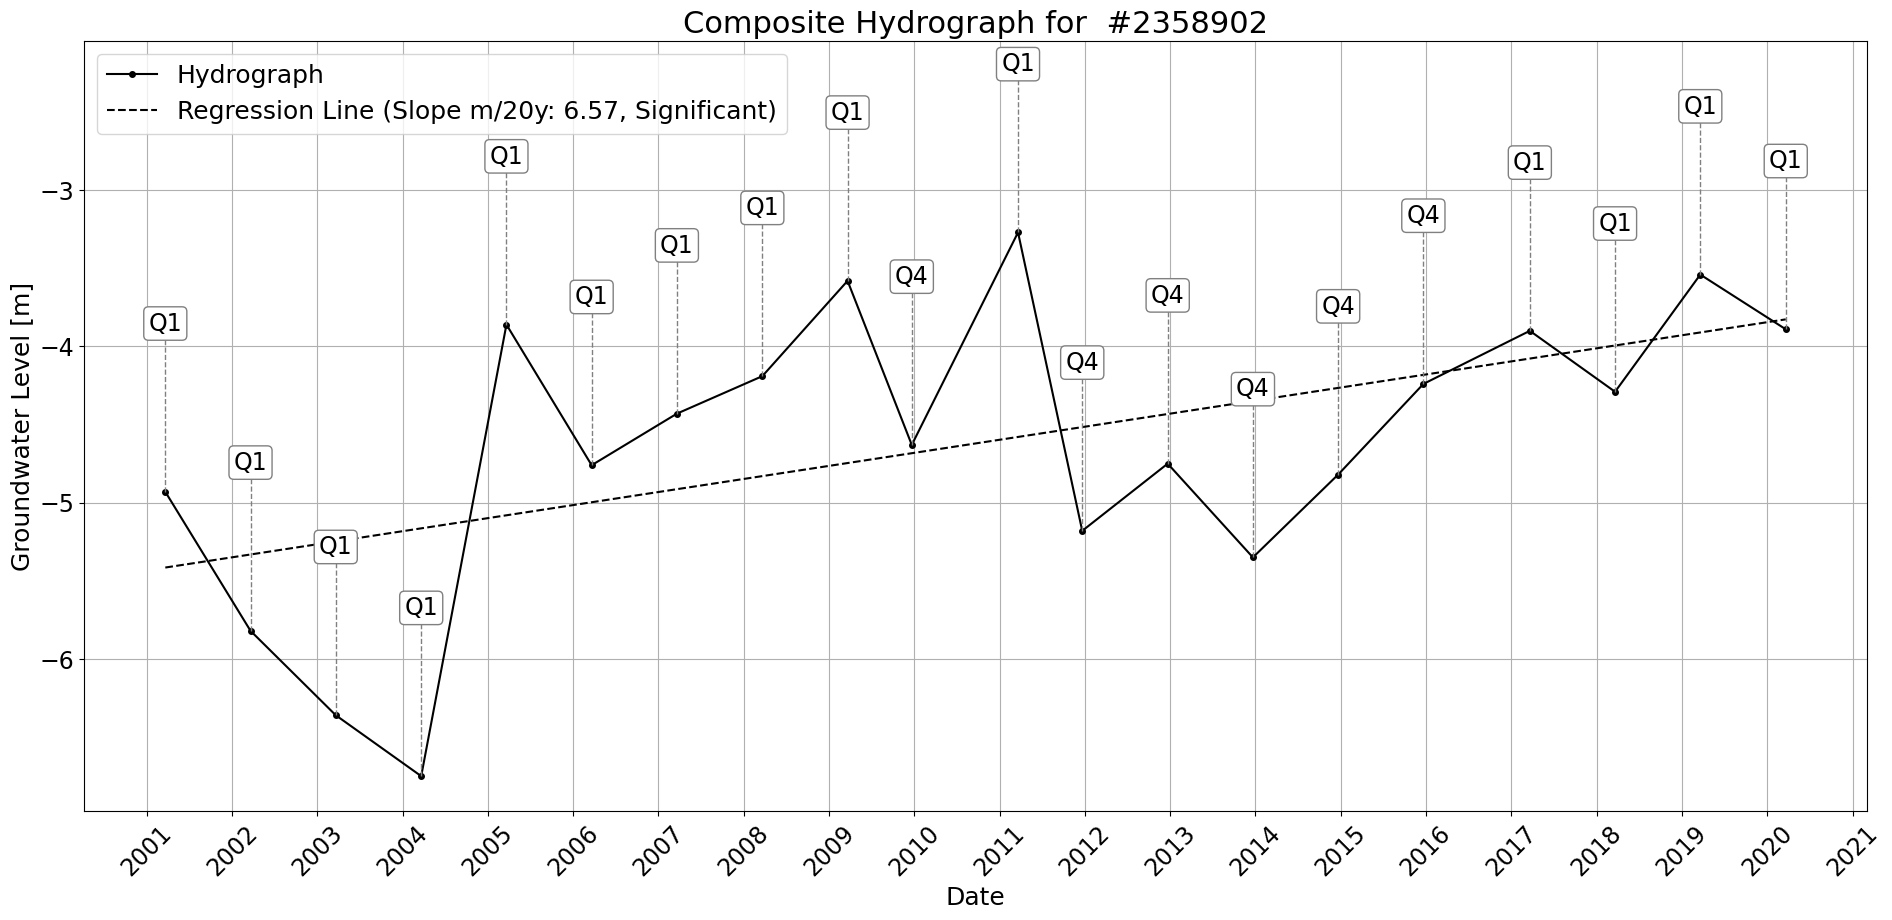 Composite Hydrograph for  #2358902
Hydrograph
Regression Line (Slope m/20y: 6.57, Significant)
Q1
Q1
Q1
Q1
Q1
Q1
Q1
Q1
Q1
Q4
Q1
Q4
Q4
Q4
Q4
Q4
Q1
Q1
Q1
Q1
Groundwater Level [m]
−3
−4
−5
−6
2001
2002
2003
2004
2005
2006
2007
2008
2009
2010
2011
2012
2013
2014
2015
2016
2017
2018
2019
2020
2021
Date